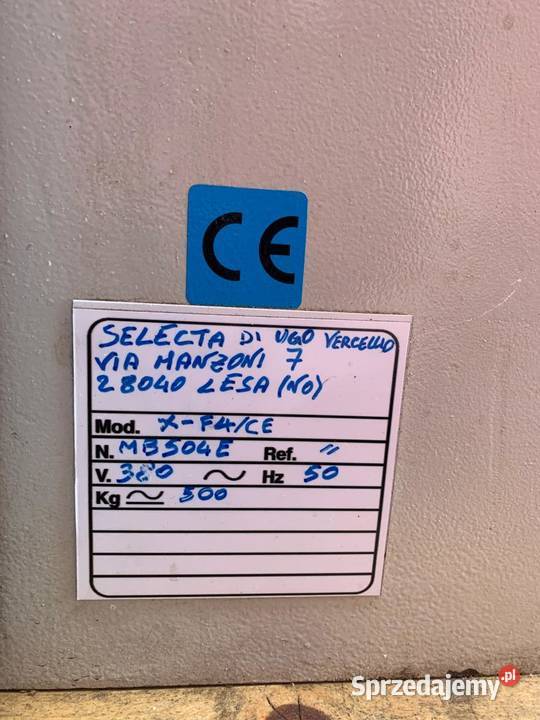 CE
SELECTA DI UGO VERCELLIO
VIA MANZONI 7
28040 LESA (NO)
Mod. X-F4/CE
N. MB504E Ref. "
V. 380 ~ Hz 50
Kg ≃ 500
Sprzedajemy.pl